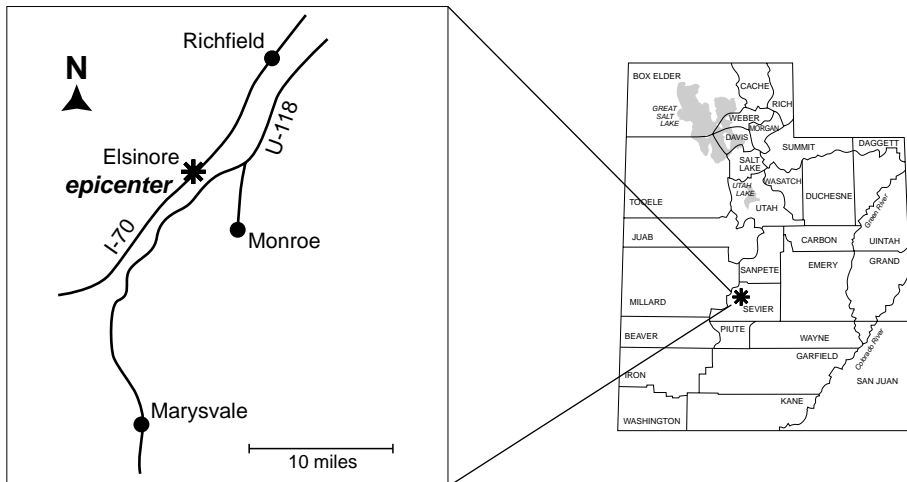 Richfield
N
U-118
Elsinore
epicenter
I-70
Monroe
Marysvale
10 miles
BOX ELDER
CACHE
RICH
GREAT
SALT
LAKE
WEBER
MORGAN
DAVIS
SUMMIT
DAGGETT
SALT
LAKE
WASATCH
UTAH
LAKE
DUCHESNE
TOOELE
UTAH
Green River
JUAB
CARBON
UINTAH
SANPETE
EMERY
GRAND
MILLARD
SEVIER
BEAVER
PIUTE
WAYNE
Colorado River
GARFIELD
IRON
SAN JUAN
KANE
WASHINGTON